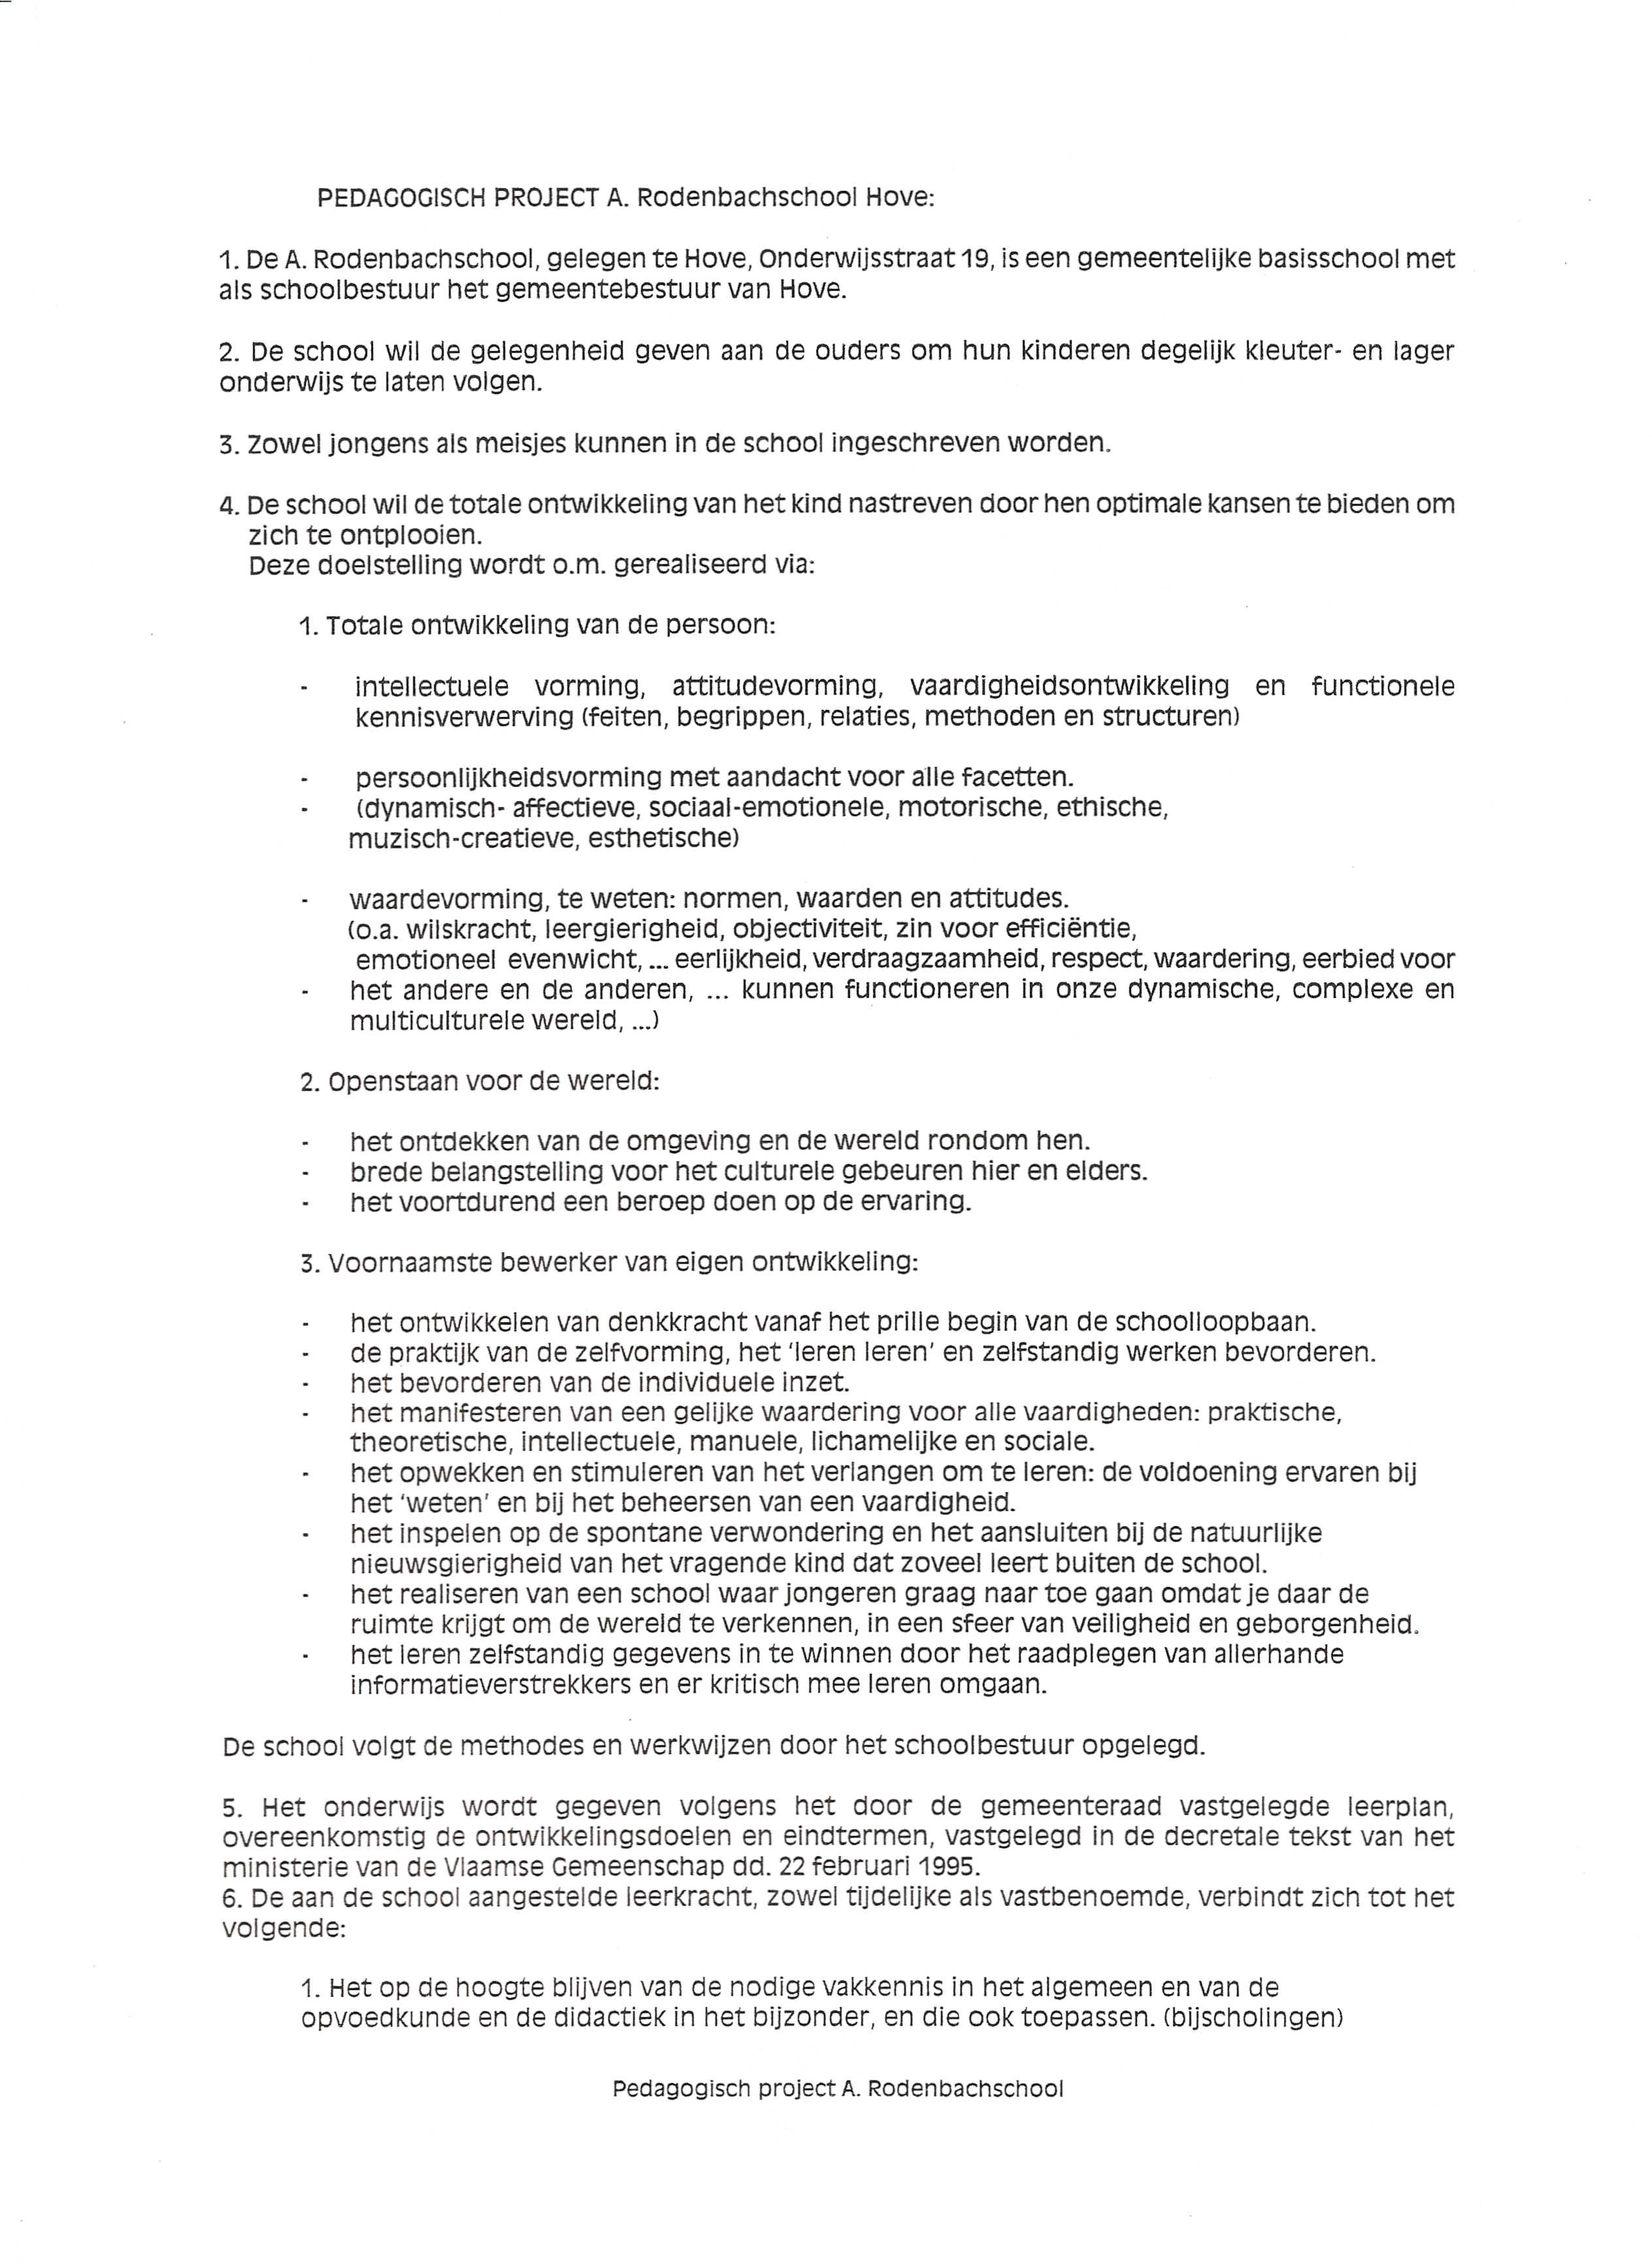 PEDAGOGISCH PROJECT A. Rodenbachschool Hove:
1. De A. Rodenbachschool, gelegen te Hove, Onderwijsstraat 19, is een gemeentelijke basisschool met
als schoolbestuur het gemeentebestuur van Hove.
2. De school wil de gelegenheid geven aan de ouders om hun kinderen degelijk kleuter- en lager
onderwijs te laten volgen.
3. Zowel jongens als meisjes kunnen in de school ingeschreven worden.
4. De school wil de totale ontwikkeling van het kind nastreven door hen optimale kansen te bieden om
zich te ontplooien.
Deze doelstelling wordt o.m. gerealiseerd via:
1. Totale ontwikkeling van de persoon:
- intellectuele vorming, attitudevorming, vaardigheidsontwikkeling en functionele
kennisverwerving (feiten, begrippen, relaties, methoden en structuren)
- persoonlijkheidsvorming met aandacht voor alle facetten.
- (dynamisch- affectieve, sociaal-emotionele, motorische, ethische,
muzisch-creatieve, esthetische)
- waardevorming, te weten: normen, waarden en attitudes.
(o.a. wilskracht, leergierigheid, objectiviteit, zin voor efficiëntie,
emotioneel evenwicht, ... eerlijkheid, verdraagzaamheid, respect, waardering, eerbied voor
- het andere en de anderen, ... kunnen functioneren in onze dynamische, complexe en
multiculturele wereld, ...)
2. Openstaan voor de wereld:
- het ontdekken van de omgeving en de wereld rondom hen.
- brede belangstelling voor het culturele gebeuren hier en elders.
- het voortdurend een beroep doen op de ervaring.
3. Voornaamste bewerker van eigen ontwikkeling:
- het ontwikkelen van denkkracht vanaf het prille begin van de schoolloopbaan.
- de praktijk van de zelfvorming, het 'leren leren' en zelfstandig werken bevorderen.
- het bevorderen van de individuele inzet.
- het manifesteren van een gelijke waardering voor alle vaardigheden: praktische,
theoretische, intellectuele, manuele, lichamelijke en sociale.
- het opwekken en stimuleren van het verlangen om te leren: de voldoening ervaren bij
het 'weten' en bij het beheersen van een vaardigheid.
- het inspelen op de spontane verwondering en het aansluiten bij de natuurlijke
nieuwsgierigheid van het vragende kind dat zoveel leert buiten de school.
- het realiseren van een school waar jongeren graag naar toe gaan omdat je daar de
ruimte krijgt om de wereld te verkennen, in een sfeer van veiligheid en geborgenheid.
- het leren zelfstandig gegevens in te winnen door het raadplegen van allerhande
informatieverstrekkers en er kritisch mee leren omgaan.
De school volgt de methodes en werkwijzen door het schoolbestuur opgelegd.
5. Het onderwijs wordt gegeven volgens het door de gemeenteraad vastgelegde leerplan,
overeenkomstig de ontwikkelingsdoelen en eindtermen, vastgelegd in de decretale tekst van het
ministerie van de Vlaamse Gemeenschap dd. 22 februari 1995.
6. De aan de school aangestelde leerkracht, zowel tijdelijke als vastbenoemde, verbindt zich tot het
volgende:
1. Het op de hoogte blijven van de nodige vakkennis in het algemeen en van de
opvoedkunde en de didactiek in het bijzonder, en die ook toepassen. (bijscholingen)
Pedagogisch project A. Rodenbachschool